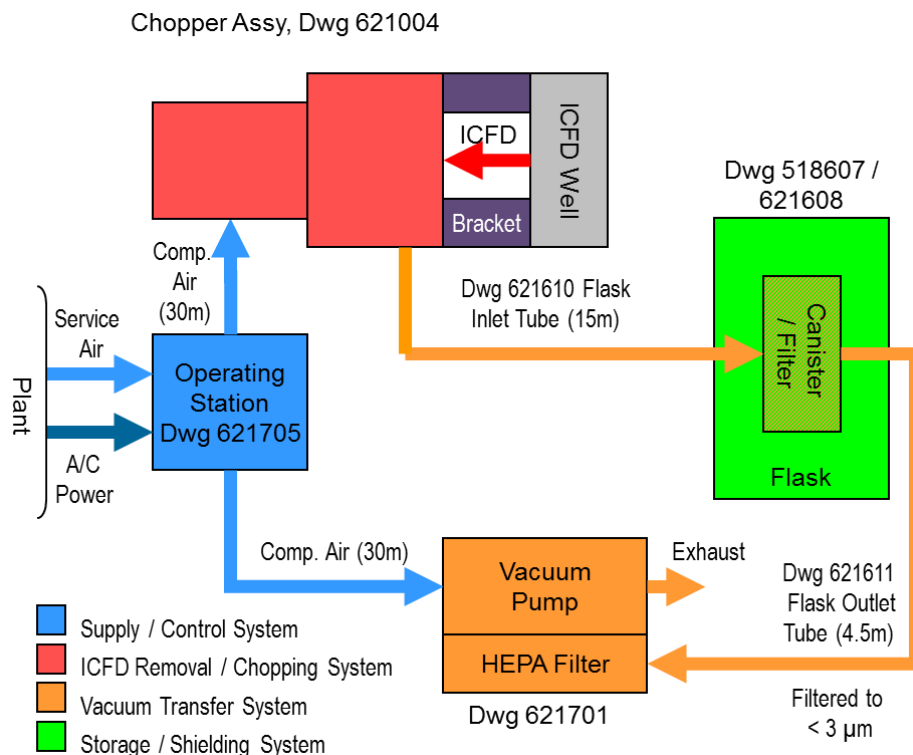 Chopper Assy, Dwg 621004
ICFD
ICFD Well
Bracket
Dwg 518607 /
621608
Comp.
Air
(30m)
Dwg 621610 Flask
Inlet Tube (15m)
Canister
/ Filter
Flask
Plant
Service
Air
A/C
Power
Operating
Station
Dwg 621705
Comp. Air (30m)
Vacuum
Pump
HEPA Filter
Dwg 621701
Exhaust
Dwg 621611
Flask Outlet
Tube (4.5m)
Filtered to
< 3 µm
Supply / Control System
ICFD Removal / Chopping System
Vacuum Transfer System
Storage / Shielding System